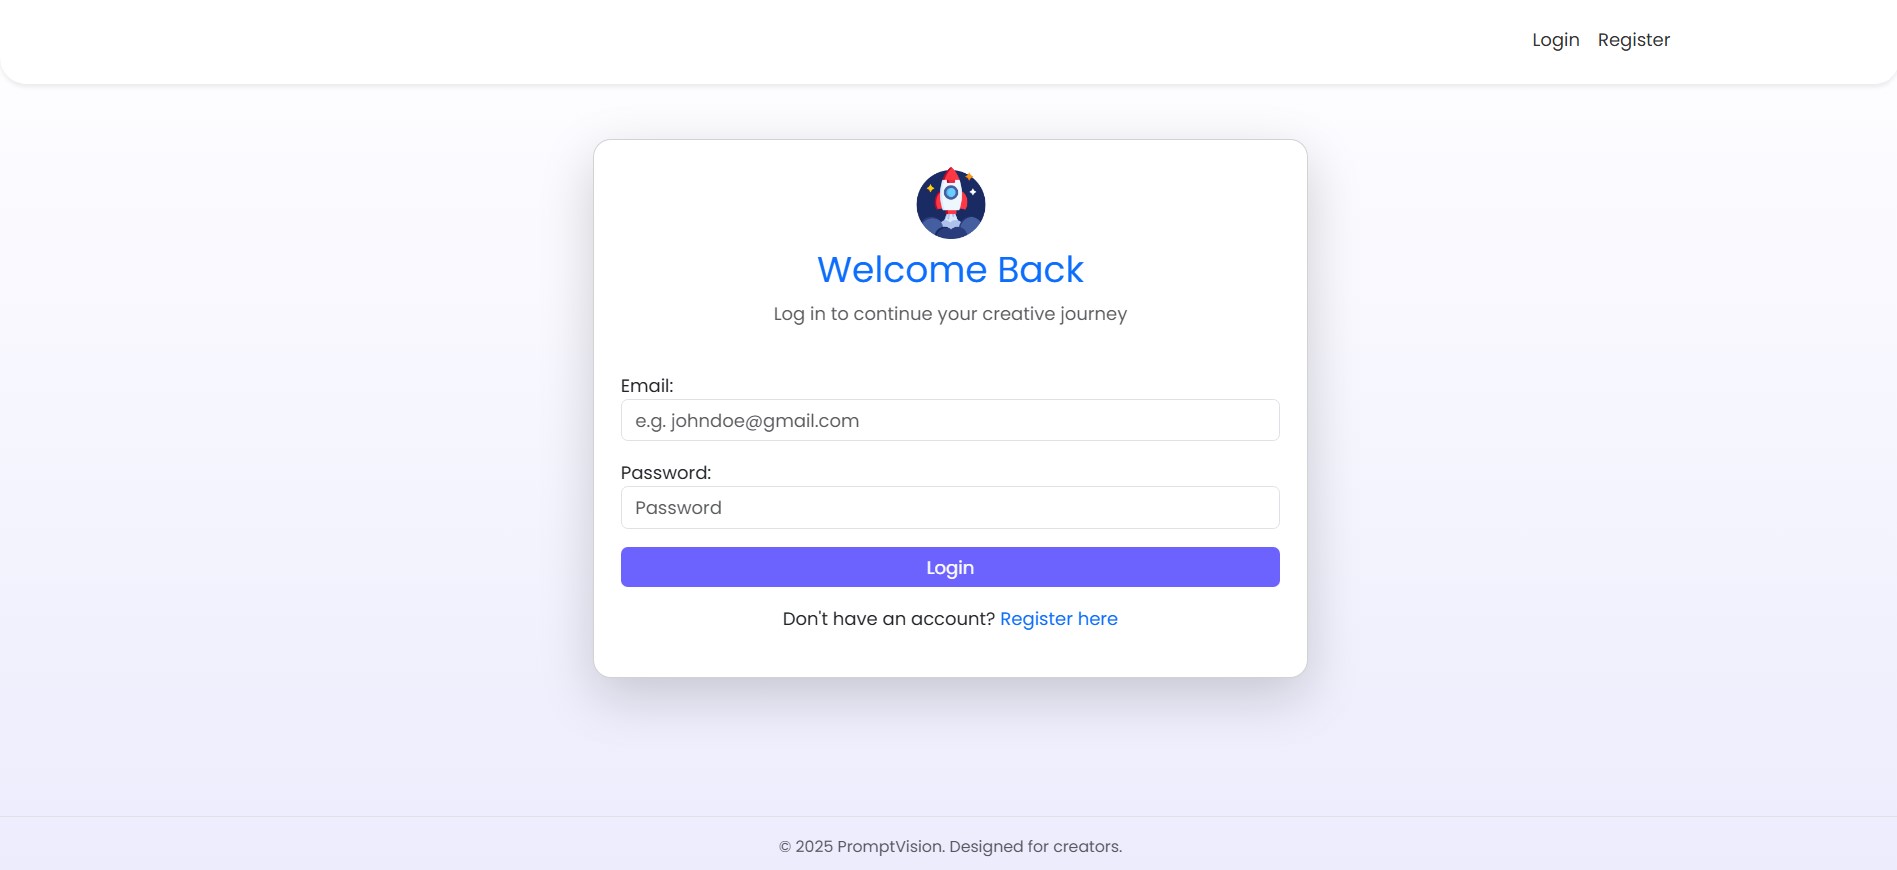 Login Register
Welcome Back
Log in to continue your creative journey
Email:
e.g. johndoe@gmail.com
Password:
Password
Login
Don't have an account? Register here
© 2025 PromptVision. Designed for creators.